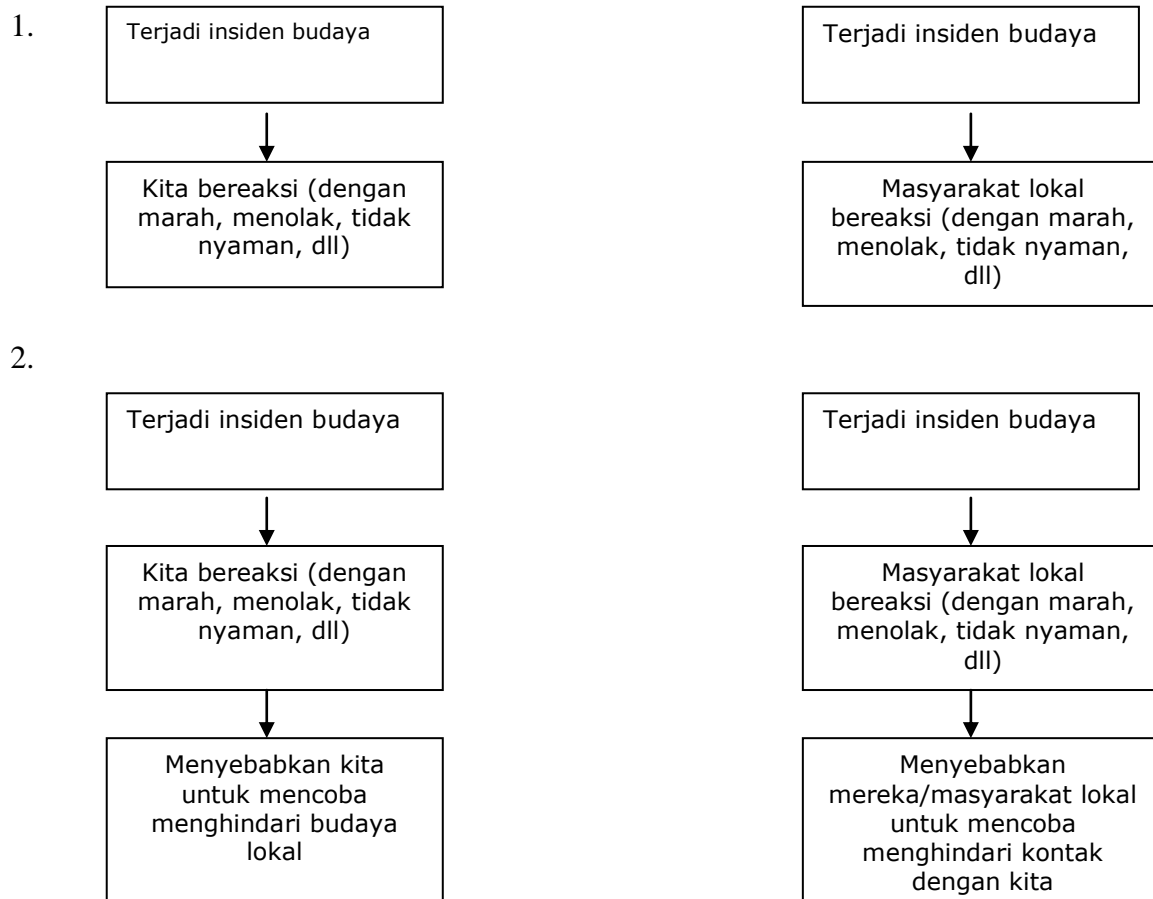 1.
Terjadi insiden budaya
Kita bereaksi (dengan
marah, menolak, tidak
nyaman, dll)
Terjadi insiden budaya
Masyarakat lokal
bereaksi (dengan marah,
menolak, tidak nyaman,
dll)
2.
Terjadi insiden budaya
Kita bereaksi (dengan
marah, menolak, tidak
nyaman, dll)
Menyebabkan kita
untuk mencoba
menghindari budaya
lokal
Terjadi insiden budaya
Masyarakat lokal
bereaksi (dengan marah,
menolak, tidak nyaman,
dll)
Menyebabkan
mereka/masyarakat lokal
untuk mencoba
menghindari kontak
dengan kita